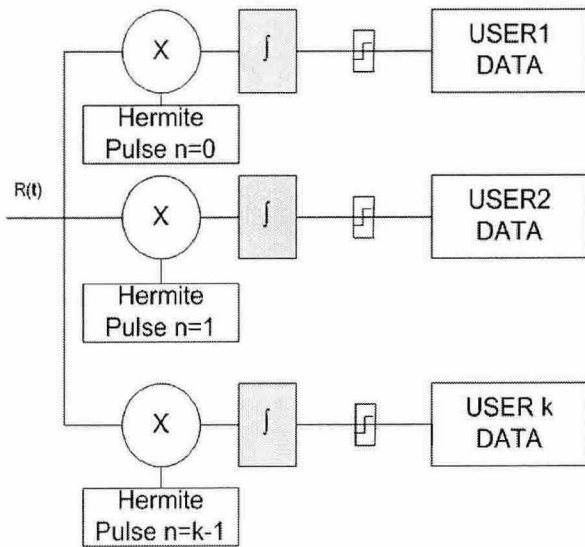 X
∫
USER1
DATA
Hermite
Pulse n=0
R(t)
X
∫
USER2
DATA
Hermite
Pulse n=1
X
∫
USER k
DATA
Hermite
Pulse n=k-1